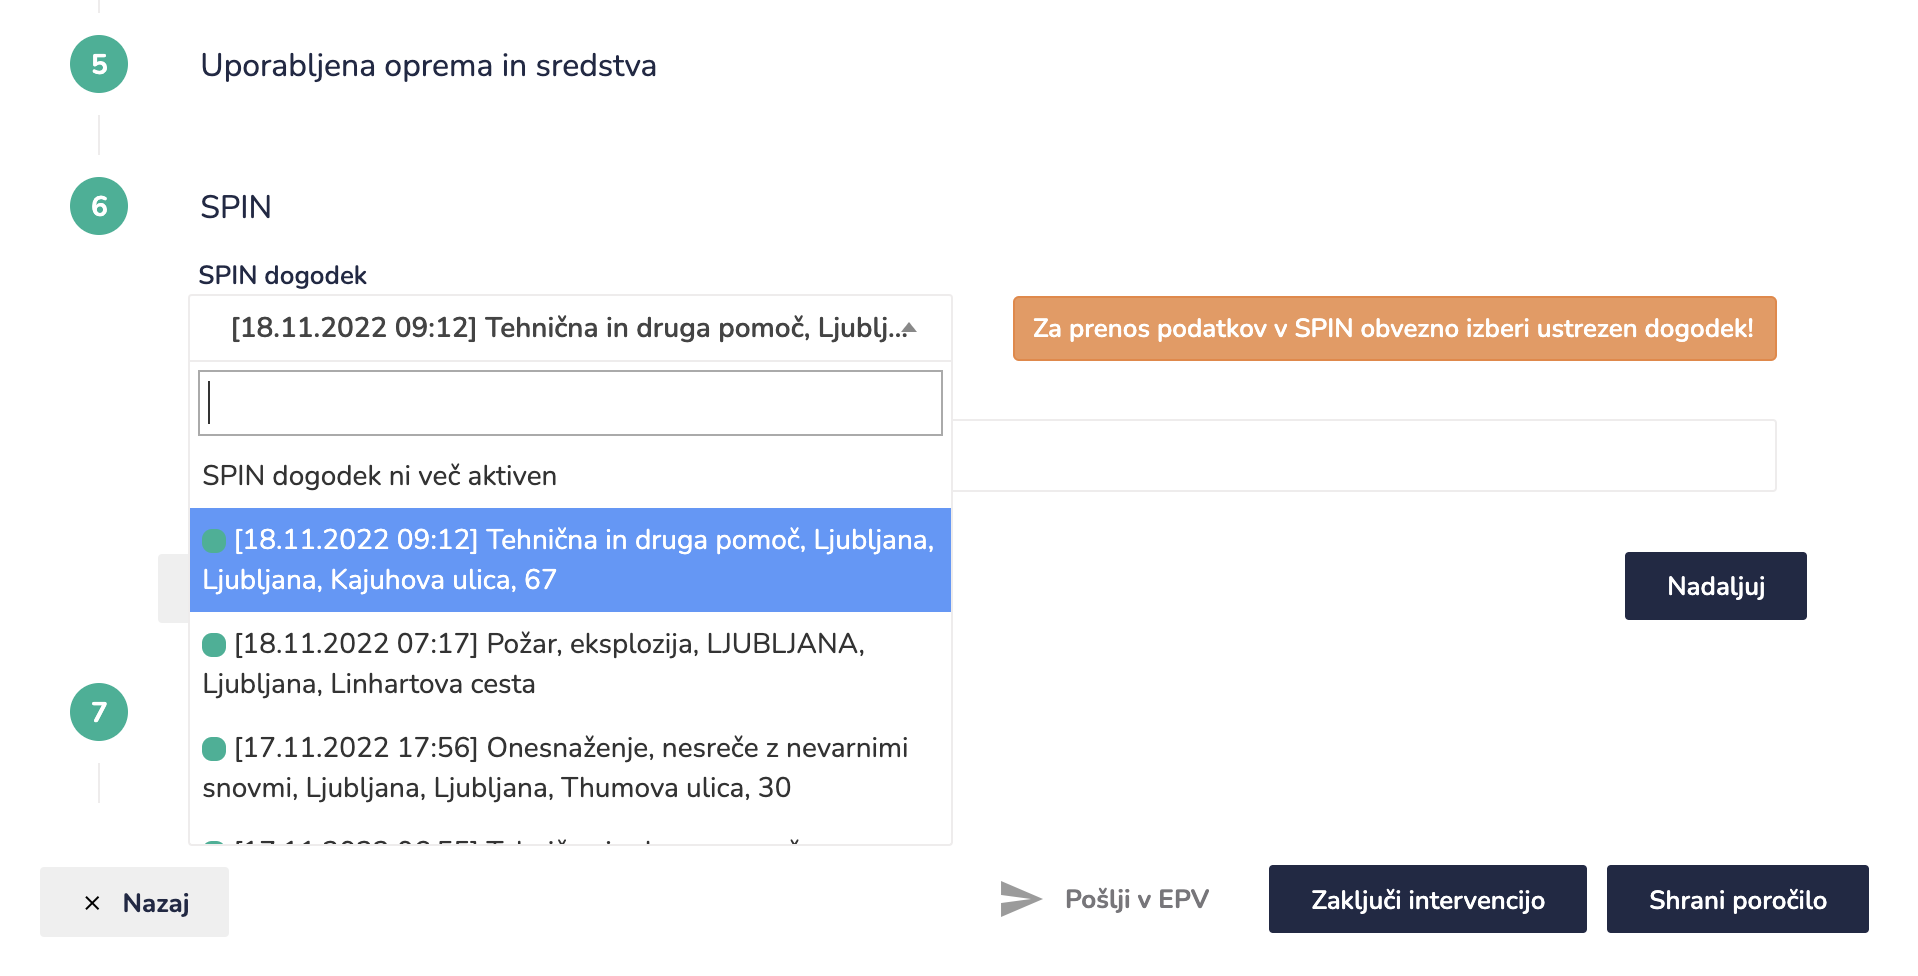 5
Uporabljena oprema in sredstva
6
SPIN
SPIN dogodek
[18.11.2022 09:12] Tehnična in druga pomoč, Ljublj...
Za prenos podatkov v SPIN obvezno izberi ustrezen dogodek!
SPIN dogodek ni več aktiven
[18.11.2022 09:12] Tehnična in druga pomoč, Ljubljana,
Ljubljana, Kajuhova ulica, 67
Nadaljuj
[18.11.2022 07:17] Požar, eksplozija, LJUBLJANA,
Ljubljana, Linhartova cesta
7
[17.11.2022 17:56] Onesnaženje, nesreče z nevarnimi
snovmi, Ljubljana, Ljubljana, Thumova ulica, 30
× Nazaj
Pošlji v EPV
Zaključi intervencijo
Shrani poročilo